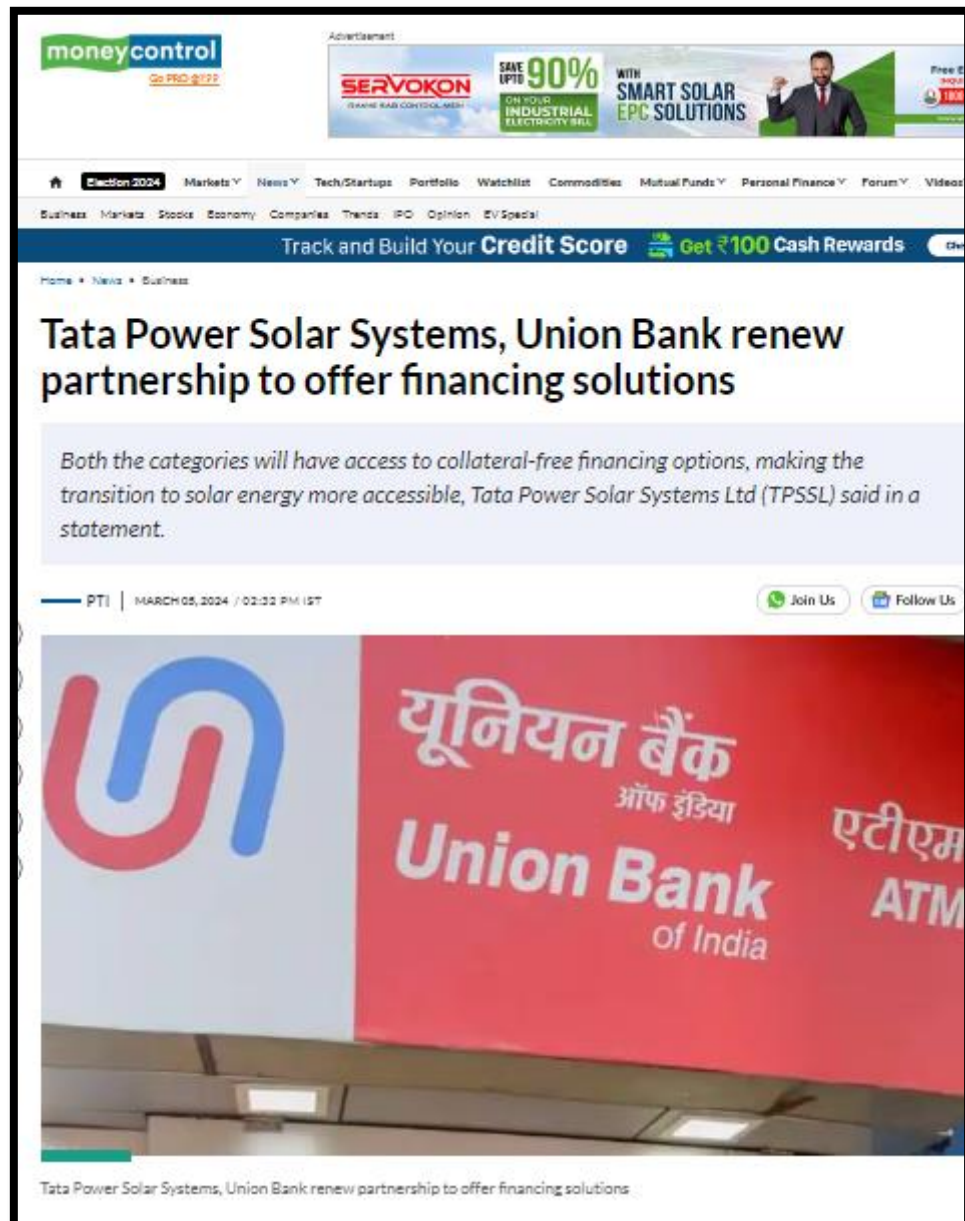 moneycontrol
Go PRO @₹99
Advertisement
SERVOKON
SAVE UPTO 90%
ON YOUR INDUSTRIAL ELECTRICITY BILL
WITH SMART SOLAR EPC SOLUTIONS
Free
Election 2024 Markets News Tech/Startups Portfolio Watchlist Commodities Mutual Funds Personal Finance Forum Videos
Business Markets Stocks Economy Companies Trends IPO Opinion EV Special
Track and Build Your Credit Score Get ₹100 Cash Rewards
Home News Business
Tata Power Solar Systems, Union Bank renew
partnership to offer financing solutions
Both the categories will have access to collateral-free financing options, making the
transition to solar energy more accessible, Tata Power Solar Systems Ltd (TPSSL) said in a
statement.
PTI | MARCH 05, 2024 / 02:32 PM IST
Join Us
Follow Us
यूनियन बैंक
ऑफ इंडिया
Union Bank
of India
एटीएम
ATM
Tata Power Solar Systems, Union Bank renew partnership to offer financing solutions